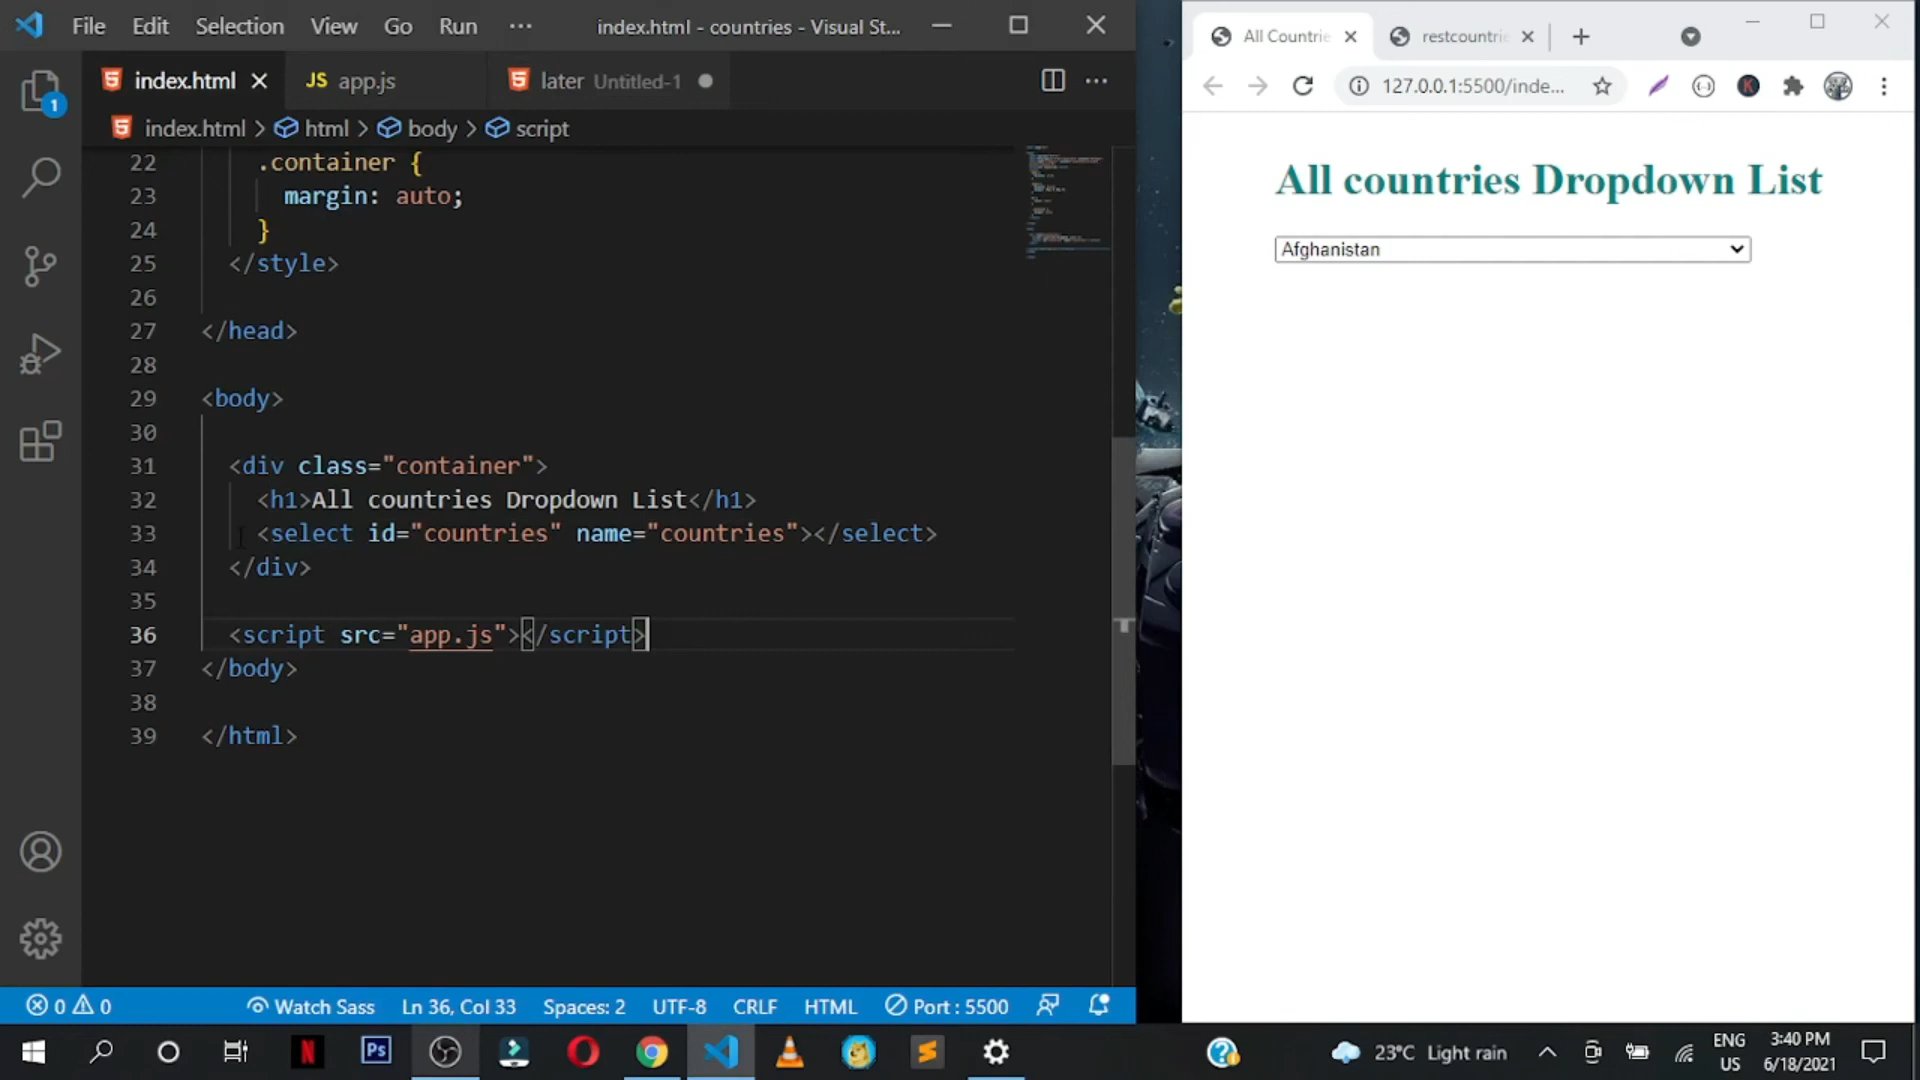 File Edit Selection View Go Run ··· index.html - countries - Visual St...
index.html JS app.js later Untitled-1
index.html > html > body > script
22 .container {
23 margin: auto;
24 }
25 </style>
26
27 </head>
28
29 <body>
30
31 <div class="container">
32 <h1>All countries Dropdown List</h1>
33 <select id="countries" name="countries"></select>
34 </div>
35
36 <script src="app.js"></script>
37 </body>
38
39 </html>
1
0 0 Watch Sass Ln 36, Col 33 Spaces: 2 UTF-8 CRLF HTML Port : 5500
All Countrie restcountri
127.0.0.1:5500/inde...
K
All countries Dropdown List
Afghanistan
N Ps 23°C Light rain ENG US 3:40 PM 6/18/2021